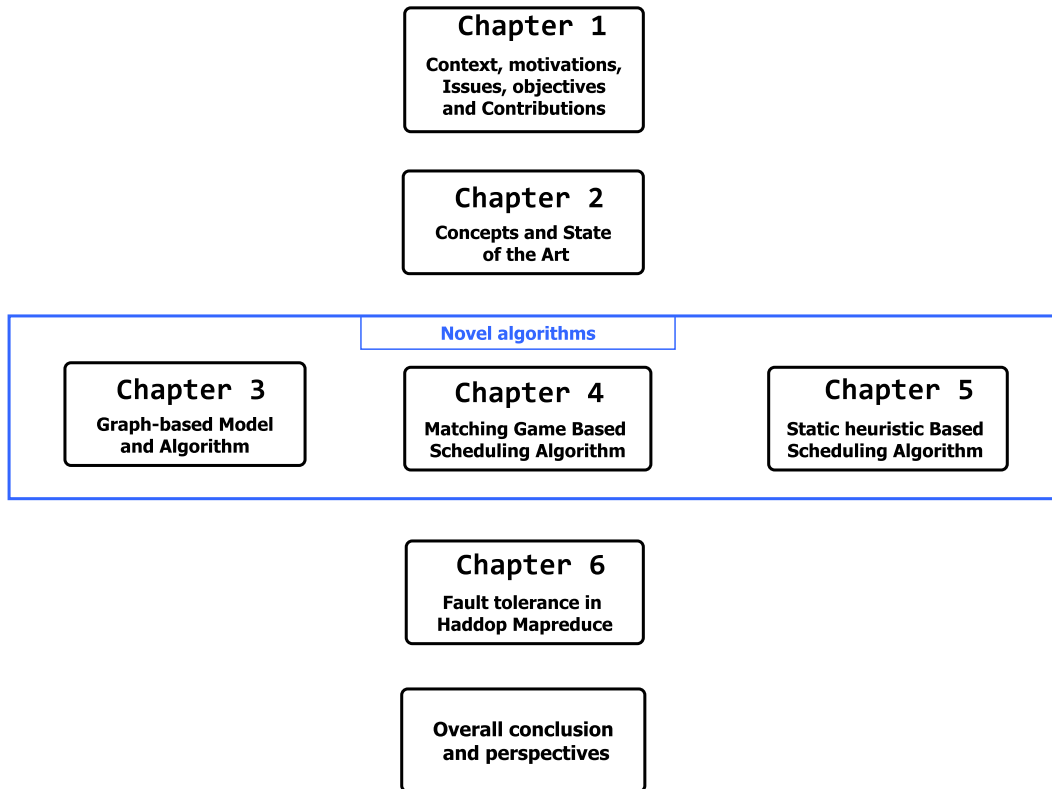 Chapter 1
Context, motivations,
Issues, objectives
and Contributions
Chapter 2
Concepts and State
of the Art
Novel algorithms
Chapter 3
Graph-based Model
and Algorithm
Chapter 4
Matching Game Based
Scheduling Algorithm
Chapter 5
Static heuristic Based
Scheduling Algorithm
Chapter 6
Fault tolerance in
Haddop Mapreduce
Overall conclusion
and perspectives